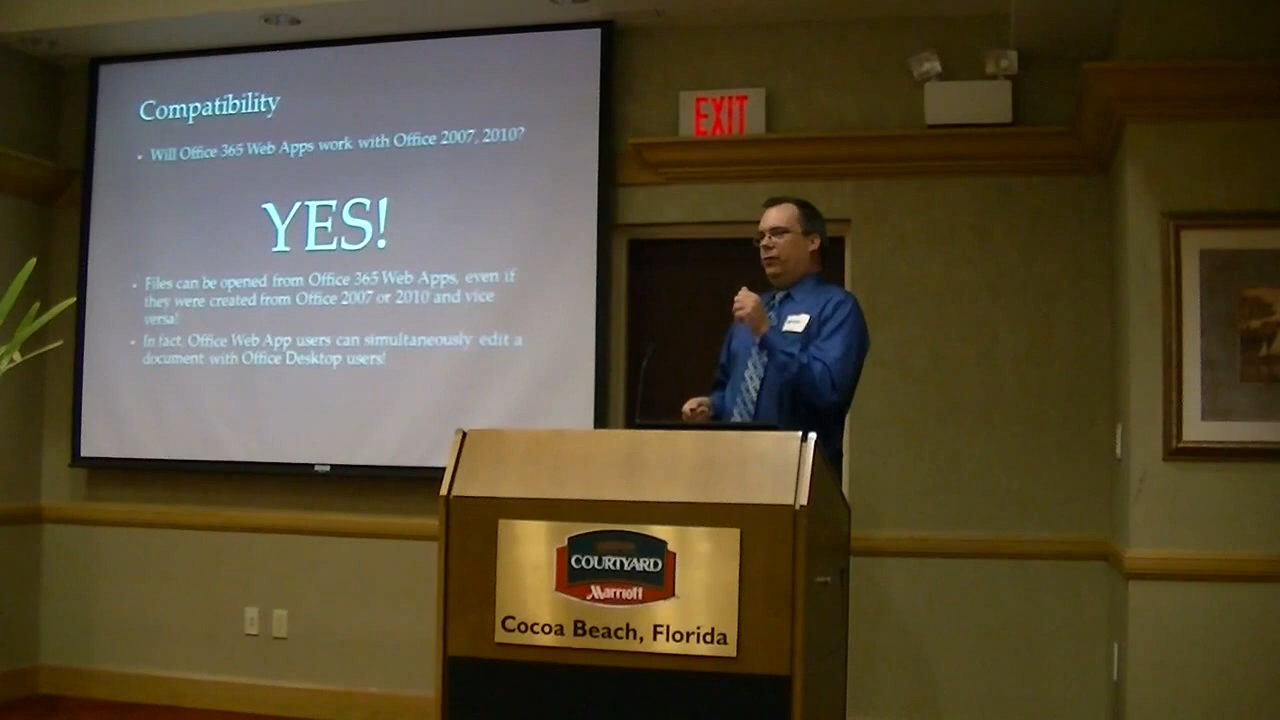 Compatibility
• Will Office 365 Web Apps work with Office 2007, 2010?
YES!
• Files can be opened from Office 365 Web Apps, even if
they were created from Office 2007 or 2010 and vice
versa!
• In fact, Office Web App users can simultaneously edit a
document with Office Desktop users!
EXIT
COURTYARD
Marriott
Cocoa Beach, Florida